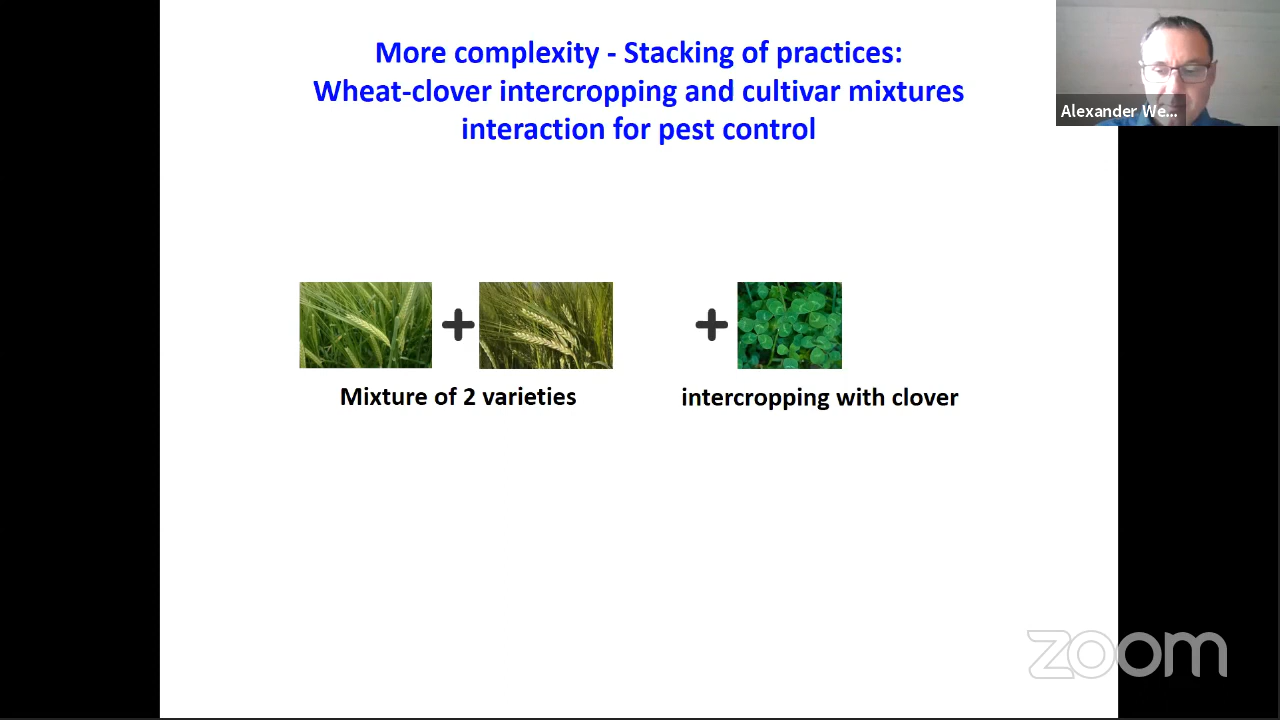 More complexity - Stacking of practices:
Wheat-clover intercropping and cultivar mixtures
interaction for pest control
Alexander We...
Mixture of 2 varieties
intercropping with clover
zoom